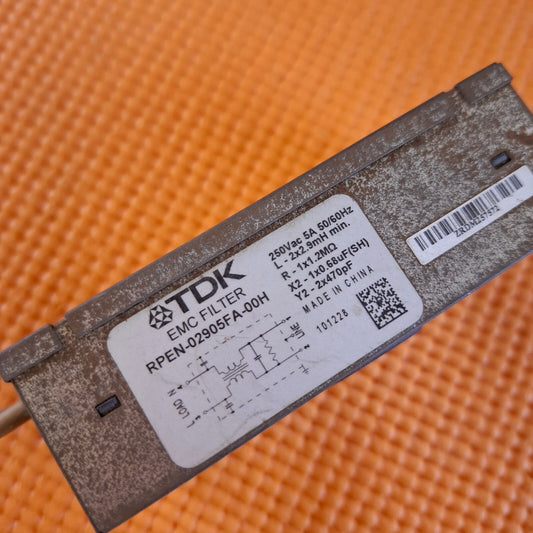 TDK
EMC FILTER
RPEN-02905FA-00H
250Vac 5A 50/60Hz
L - 2x2.9mH min.
R - 1x1.2MΩ
X2 - 1x0.68uF(SH)
Y2 - 2x470pF
MADE IN CHINA
101228
N
LOAD
L
LINE